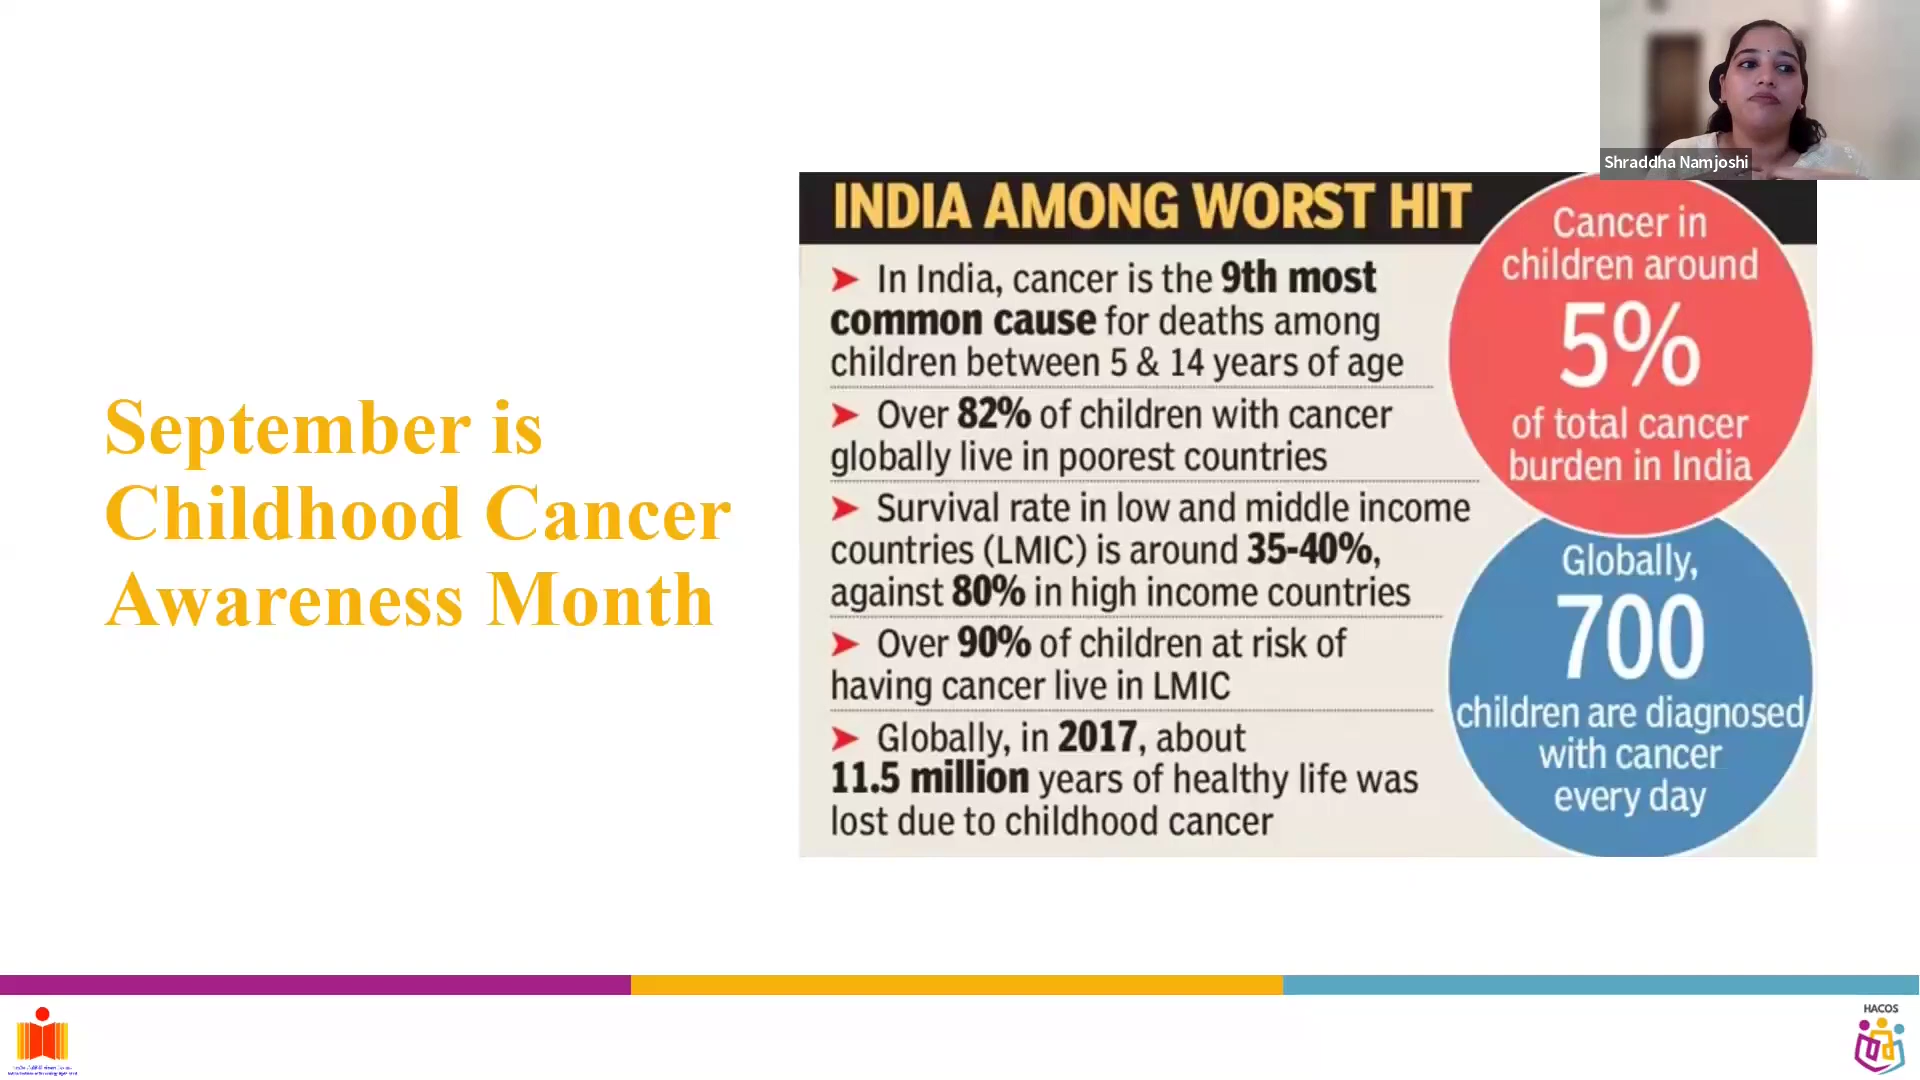 Shraddha Namjoshi
September is
Childhood Cancer
Awareness Month
INDIA AMONG WORST HIT
➤ In India, cancer is the 9th most
common cause for deaths among
children between 5 & 14 years of age
➤ Over 82% of children with cancer
globally live in poorest countries
➤ Survival rate in low and middle income
countries (LMIC) is around 35-40%,
against 80% in high income countries
➤ Over 90% of children at risk of
having cancer live in LMIC
➤ Globally, in 2017, about
11.5 million years of healthy life was
lost due to childhood cancer
Cancer in
children around
5%
of total cancer
burden in India
Globally,
700
children are diagnosed
with cancer
every day
HACOS